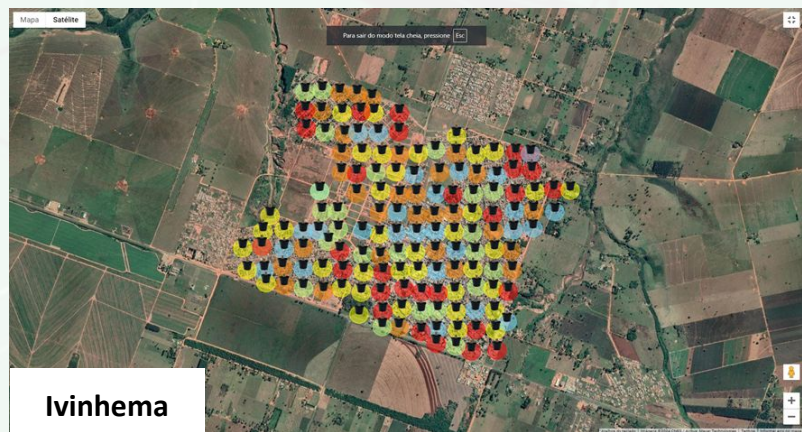 Mapa Satélite
Para sair do modo tela cheia, pressione Esc
Ivinhema